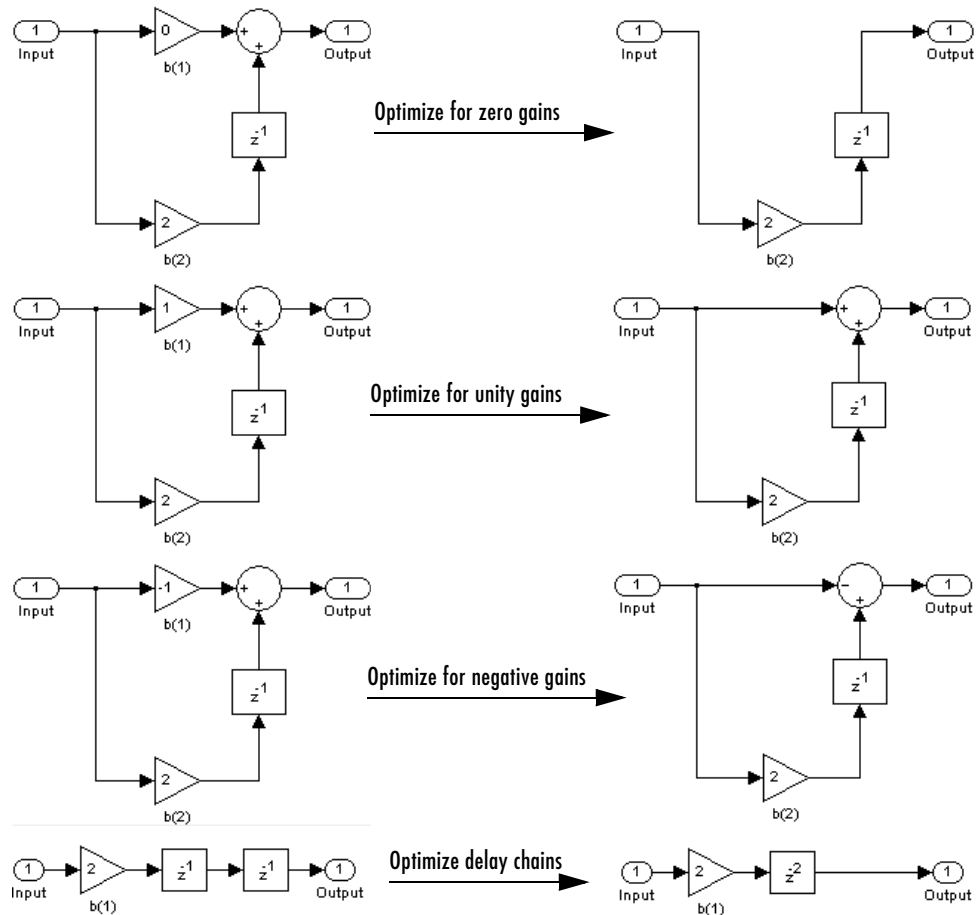 1 0 + 1
Input b(1) + Output
z-1
2
b(2)
Optimize for zero gains
1 1
Input Output
z-1
2
b(2)
1 1 + 1
Input b(1) + Output
z-1
2
b(2)
Optimize for unity gains
1 + 1
Input + Output
z-1
2
b(2)
1 -1 + 1
Input b(1) + Output
z-1
2
b(2)
Optimize for negative gains
1 − 1
Input + Output
z-1
2
b(2)
1 2 z-1 z-1 1
Input b(1) Output
Optimize delay chains
1 2 z-2 1
Input b(1) Output